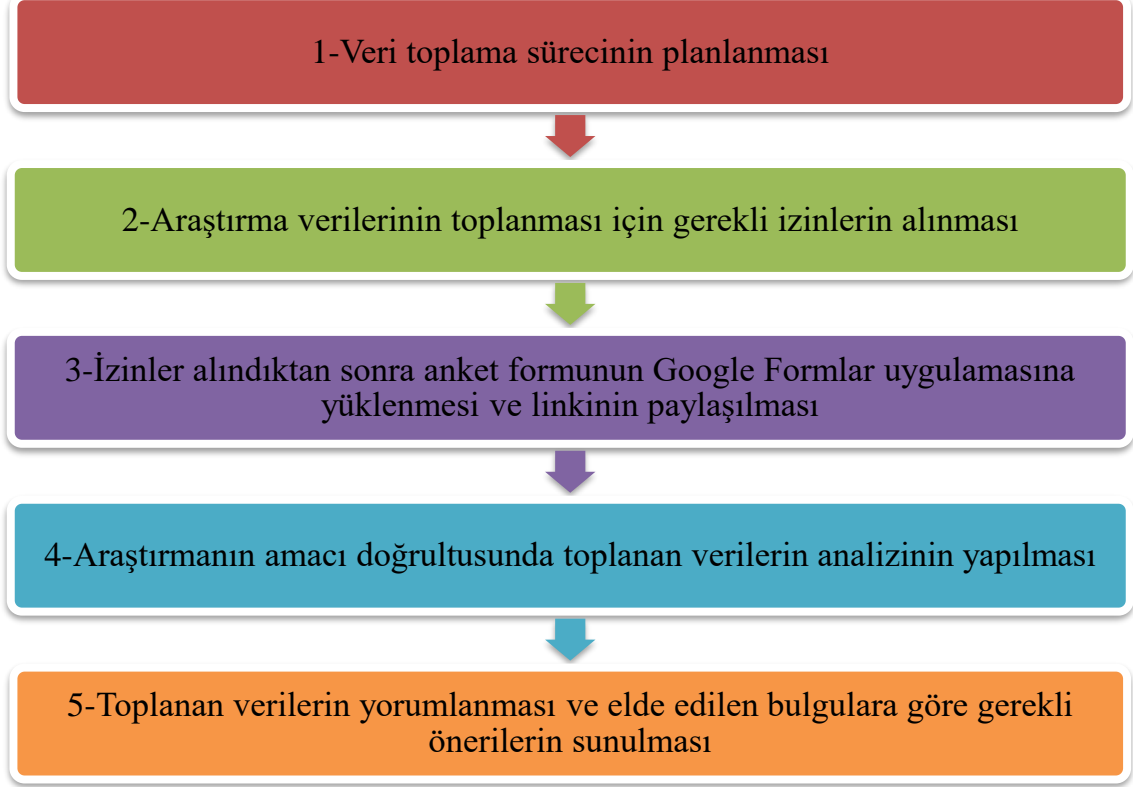 1-Veri toplama sürecinin planlanması
2-Araştırma verilerinin toplanması için gerekli izinlerin alınması
3-İzinler alındıktan sonra anket formunun Google Formlar uygulamasına
yüklenmesi ve linkinin paylaşılması
4-Araştırmanın amacı doğrultusunda toplanan verilerin analizinin yapılması
5-Toplanan verilerin yorumlanması ve elde edilen bulgulara göre gerekli
önerilerin sunulması